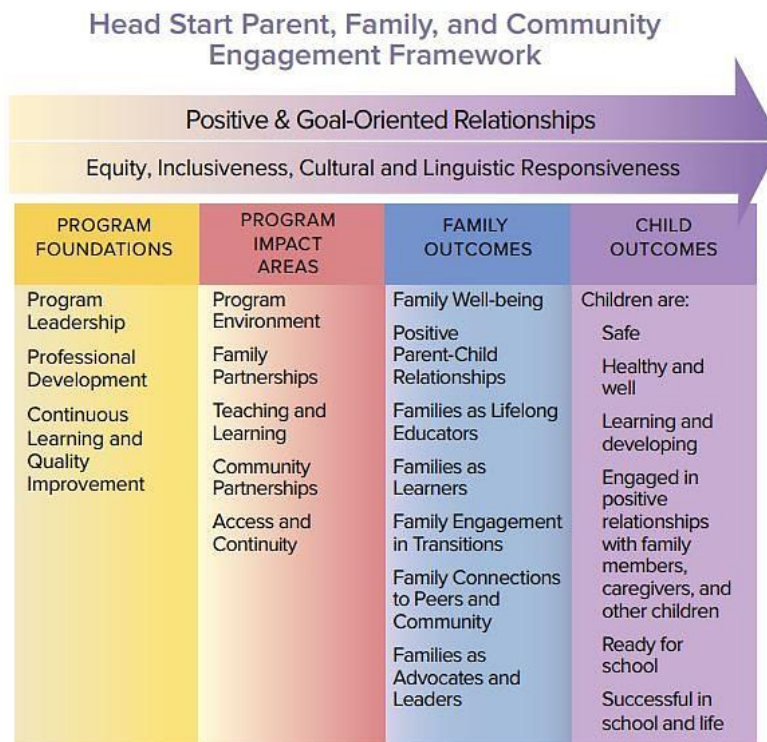 Head Start Parent, Family, and Community
Engagement Framework
Positive & Goal-Oriented Relationships
Equity, Inclusiveness, Cultural and Linguistic Responsiveness
PROGRAM
FOUNDATIONS
Program
Leadership
Professional
Development
Continuous
Learning and
Quality
Improvement
PROGRAM
IMPACT
AREAS
Program
Environment
Family
Partnerships
Teaching and
Learning
Community
Partnerships
Access and
Continuity
FAMILY
OUTCOMES
Family Well-being
Positive
Parent-Child
Relationships
Families as Lifelong
Educators
Families as
Learners
Family Engagement
in Transitions
Family Connections
to Peers and
Community
Families as
Advocates and
Leaders
CHILD
OUTCOMES
Children are:
Safe
Healthy and
well
Learning and
developing
Engaged in
positive
relationships
with family
members,
caregivers, and
other children
Ready for
school
Successful in
school and life